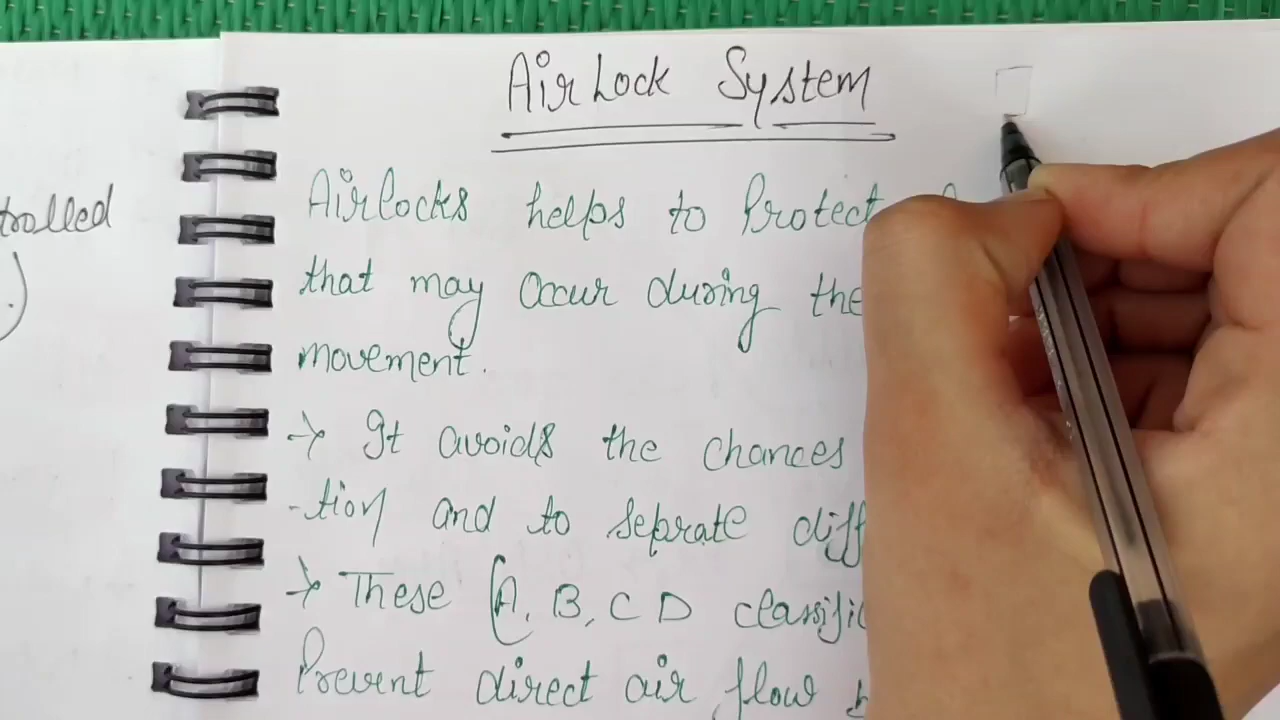 Air Lock System
Airlocks helps to Protect
that may occur during the
movement.
→ It avoids the chances
-tion and to seprate diff
→ These (A, B, C D classific
Prevent direct air flow
trolled
.)